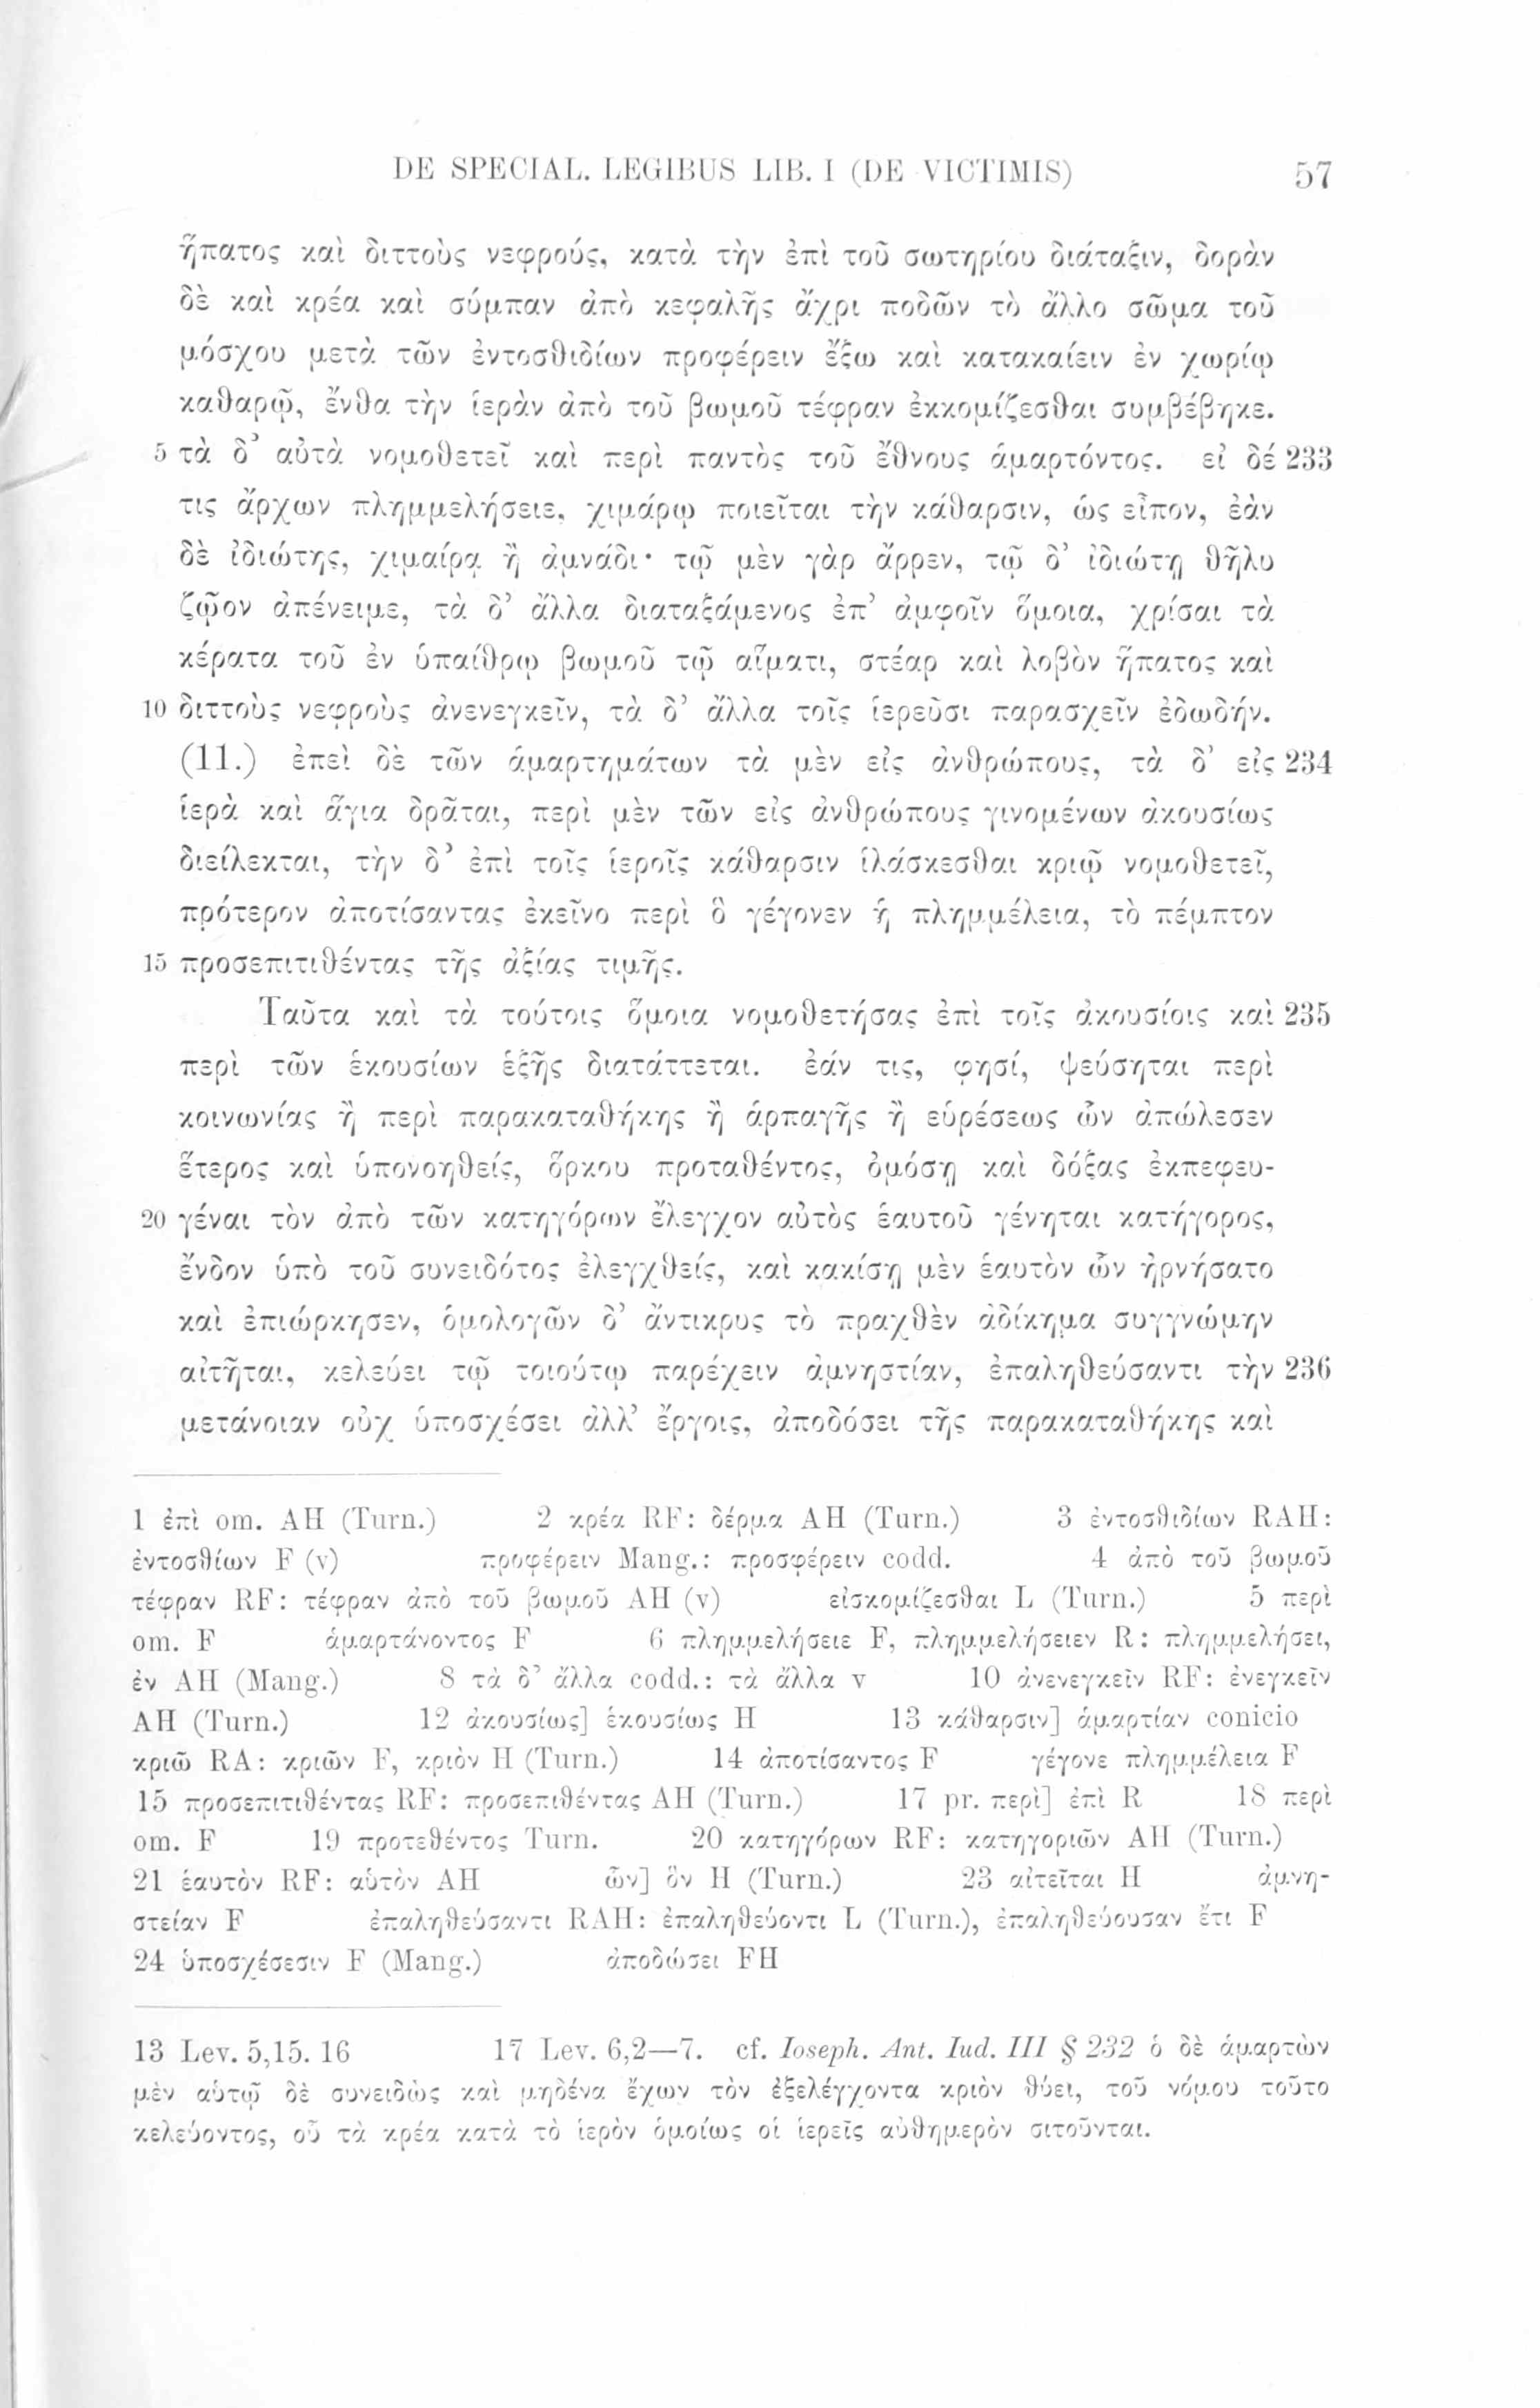 DE SPECIAL. LEGIBUS LIB. I (DE VICTIMIS) 57
ἥπατος καὶ διττοὺς νεφρούς, κατὰ τὴν ἐπὶ τοῦ σωτηρίου διάταξιν, δορὰν
δὲ καὶ κρέα καὶ σύμπαν ἀπὸ κεφαλῆς ἄχρι ποδῶν τὸ ἄλλο σῶμα τοῦ
μόσχου μετὰ τῶν ἐντοσθιδίων προφέρειν ἔξω καὶ κατακαίειν ἐν χωρίῳ
καθαρῷ, ἔνθα τὴν ἱερὰν ἀπὸ τοῦ βωμοῦ τέφραν ἐκκομίζεσθαι συμβέβηκε.
5 τὰ δ’ αὐτὰ νομοθετεῖ καὶ περὶ παντὸς τοῦ ἔθνους ἁμαρτόντος. εἰ δέ 233
τις ἄρχων πλημμελήσειε, χιμάρῳ ποιεῖται τὴν κάθαρσιν, ὡς εἶπον, ἐὰν
δὲ ἰδιώτης, χιμαίρᾳ ἢ ἀμνάδι· τῷ μὲν γὰρ ἄρρεν, τῷ δ’ ἰδιώτῃ θῆλυ
ζῷον ἀπένειμε, τὰ δ’ ἄλλα διαταξάμενος ἐπ’ ἀμφοῖν ὅμοια, χρίσαι τὰ
κέρατα τοῦ ἐν ὑπαίθρῳ βωμοῦ τῷ αἵματι, στέαρ καὶ λοβὸν ἥπατος καὶ
10 διττοὺς νεφροὺς ἀνενεγκεῖν, τὰ δ’ ἄλλα τοῖς ἱερεῦσι παρασχεῖν ἐδωδήν.
(11.) ἐπεὶ δὲ τῶν ἁμαρτημάτων τὰ μὲν εἰς ἀνθρώπους, τὰ δ’ εἰς 234
ἱερὰ καὶ ἅγια δρᾶται, περὶ μὲν τῶν εἰς ἀνθρώπους γινομένων ἀκουσίως
διείλεκται, τὴν δ’ ἐπὶ τοῖς ἱεροῖς κάθαρσιν ἱλάσκεσθαι κριῷ νομοθετεῖ,
πρότερον ἀποτίσαντας ἐκεῖνο περὶ ὃ γέγονεν ἡ πλημμέλεια, τὸ πέμπτον
15 προσεπιτιθέντας τῆς ἀξίας τιμῆς.
Ταῦτα καὶ τὰ τούτοις ὅμοια νομοθετήσας ἐπὶ τοῖς ἀκουσίοις καὶ 235
περὶ τῶν ἑκουσίων ἑξῆς διατάττεται. ἐάν τις, φησί, ψεύσηται περὶ
κοινωνίας ἢ περὶ παρακαταθήκης ἢ ἁρπαγῆς ἢ εὑρέσεως ὧν ἀπώλεσεν
ἕτερος καὶ ὑπονοηθείς, ὅρκου προταθέντος, ὀμόσῃ καὶ δόξας ἐκπεφευ-
20 γέναι τὸν ἀπὸ τῶν κατηγόρων ἔλεγχον αὐτὸς ἑαυτοῦ γένηται κατήγορος,
ἔνδον ὑπὸ τοῦ συνειδότος ἐλεγχθείς, καὶ κακίσῃ μὲν ἑαυτὸν ὧν ἠρνήσατο
καὶ ἐπιώρκησεν, ὁμολογῶν δ’ ἄντικρυς τὸ πραχθὲν ἀδίκημα συγγνώμην
αἰτῆται, κελεύει τῷ τοιούτῳ παρέχειν ἀμνηστίαν, ἐπαληθεύσαντι τὴν 236
μετάνοιαν οὐχ ὑποσχέσει ἀλλ’ ἔργοις, ἀποδόσει τῆς παρακαταθήκης καὶ
1 ἐπὶ om. AH (Turn.) 2 κρέα RF: δέρμα AH (Turn.) 3 ἐντοσθιδίων RAH:
ἐντοσθίων F (v) προφέρειν Mang.: προσφέρειν codd. 4 ἀπὸ τοῦ βωμοῦ
τέφραν RF: τέφραν ἀπὸ τοῦ βωμοῦ AH (v) εἰσκομίζεσθαι L (Turn.) 5 περὶ
om. F ἁμαρτάνοντος F 6 πλημμελήσειε F, πλημμελήσειεν R: πλημμελήσει,
ἐν AH (Mang.) 8 τὰ δ’ ἄλλα codd.: τὰ ἄλλα v 10 ἀνενεγκεῖν RF: ἐνεγκεῖν
AH (Turn.) 12 ἀκουσίως] ἑκουσίως H 13 κάθαρσιν] ἁμαρτίαν conicio
κριῶ RA: κριῶν F, κριὸν H (Turn.) 14 ἀποτίσαντος F γέγονε πλημμέλεια F
15 προσεπιτιθέντας RF: προσεπιθέντας AH (Turn.) 17 pr. περὶ] ἐπὶ R 18 περὶ
om. F 19 προτεθέντος Turn. 20 κατηγόρων RF: κατηγοριῶν AH (Turn.)
21 ἑαυτὸν RF: αὑτὸν AH ὧν] ὃν H (Turn.) 23 αἰτεῖται H ἀμνη-
στείαν F ἐπαληθεύσαντι RAH: ἐπαληθεύοντι L (Turn.), ἐπαληθεύουσαν ἔτι F
24 ὑποσχέσεσιν F (Mang.) ἀποδώσει FH
13 Lev. 5,15. 16 17 Lev. 6,2—7. cf. Ioseph. Ant. Iud. III § 232 ὁ δὲ ἁμαρτὼν
μὲν αὑτῷ δὲ συνειδὼς καὶ μηδένα ἔχων τὸν ἐξελέγχοντα κριὸν θύει, τοῦ νόμου τοῦτο
κελεύοντος, οὗ τὰ κρέα κατὰ τὸ ἱερὸν ὁμοίως οἱ ἱερεῖς αὐθημερὸν σιτοῦνται.